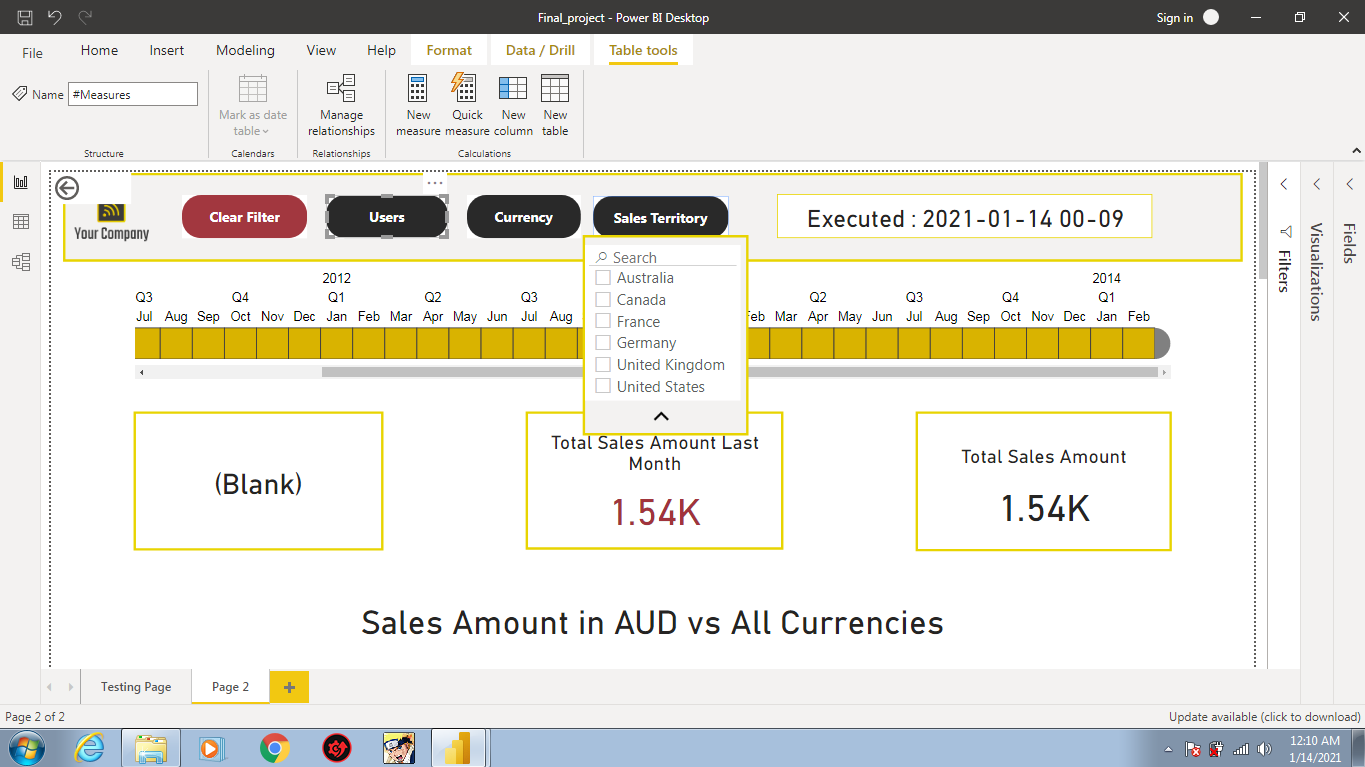 Final_project - Power BI Desktop
Sign in
File Home Insert Modeling View Help Format Data / Drill Table tools
Name #Measures
Mark as date table
Manage relationships
New measure
Quick measure
New column
New table
Structure Calendars Relationships Calculations
Your Company
Clear Filter Users Currency Sales Territory
Executed : 2021-01-14 00-09
Search
Australia
Canada
France
Germany
United Kingdom
United States
2012 2014
Q3 Q4 Q1 Q2 Q3 Q2 Q3 Q4 Q1
Jul Aug Sep Oct Nov Dec Jan Feb Mar Apr May Jun Jul Aug Feb Mar Apr May Jun Jul Aug Sep Oct Nov Dec Jan Feb
(Blank)
Total Sales Amount Last
Month
1.54K
Total Sales Amount
1.54K
Sales Amount in AUD vs All Currencies
Filters
Visualizations
Fields
Testing Page Page 2
Page 2 of 2
Update available (click to download)
12:10 AM
1/14/2021